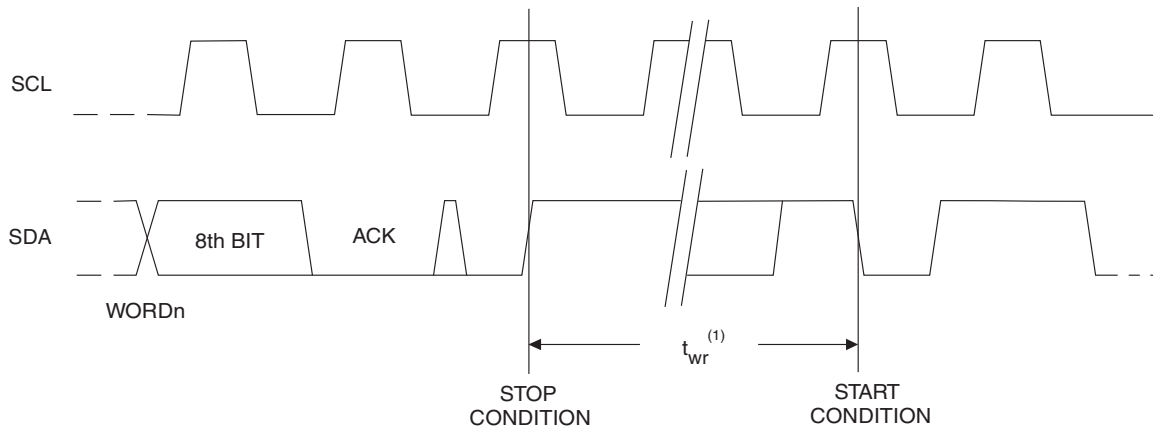 SCL
SDA
8th BIT
ACK
WORDn
twr(1)
STOP
CONDITION
START
CONDITION